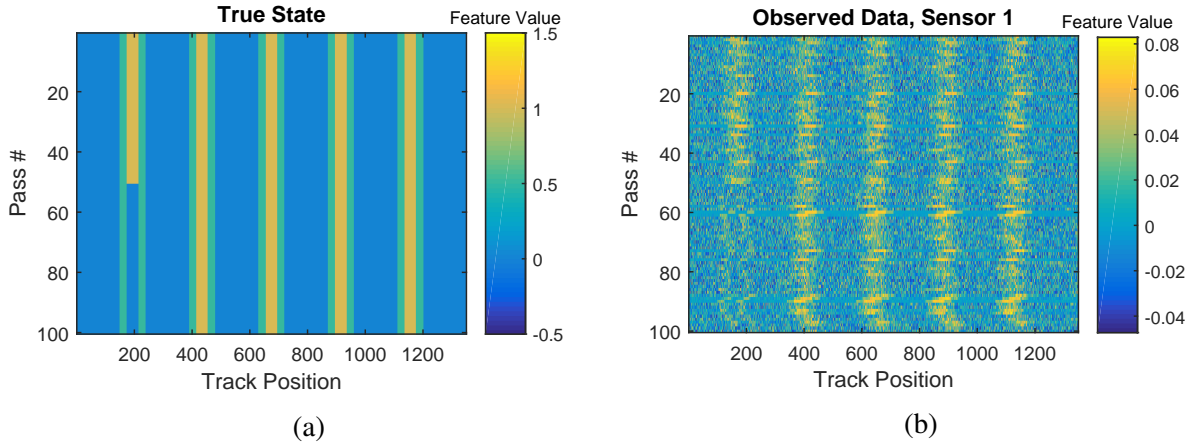 True State
Feature Value
1.5
1
0.5
0
-0.5
20
40
60
80
100
Pass #
200 400 600 800 1000 1200
Track Position
(a)
Observed Data, Sensor 1
Feature Value
0.08
0.06
0.04
0.02
0
-0.02
-0.04
20
40
60
80
100
Pass #
200 400 600 800 1000 1200
Track Position
(b)